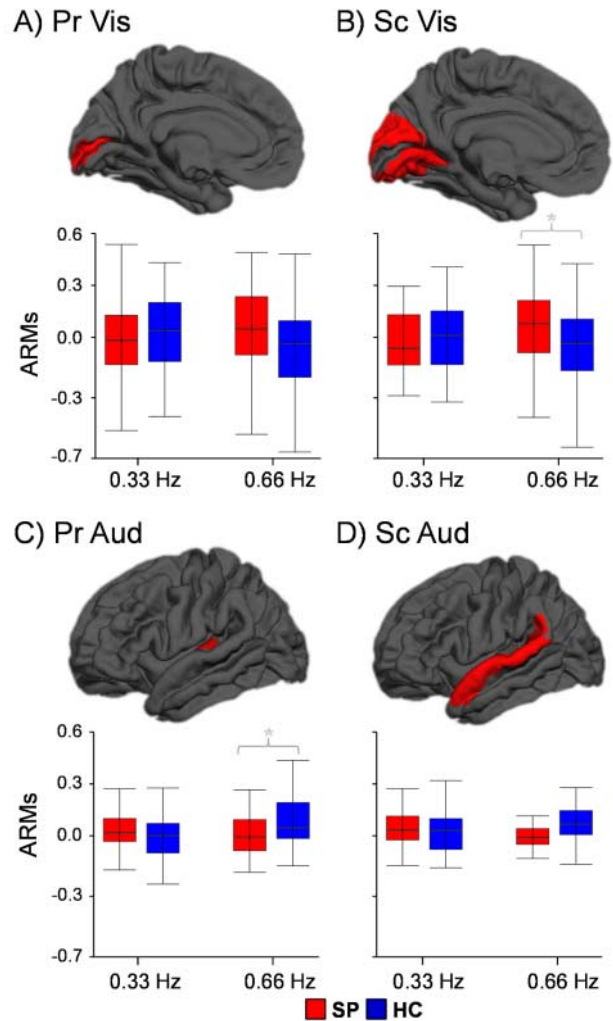 A) Pr Vis
B) Sc Vis
*
ARMs
0.6
0.3
0.0
-0.3
-0.7
0.33 Hz 0.66 Hz
0.33 Hz 0.66 Hz
C) Pr Aud
D) Sc Aud
*
ARMs
0.6
0.3
0.0
-0.3
-0.7
0.33 Hz 0.66 Hz
0.33 Hz 0.66 Hz
SP HC